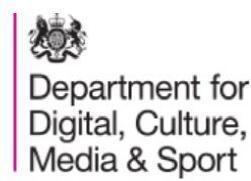 Department for
Digital, Culture,
Media & Sport